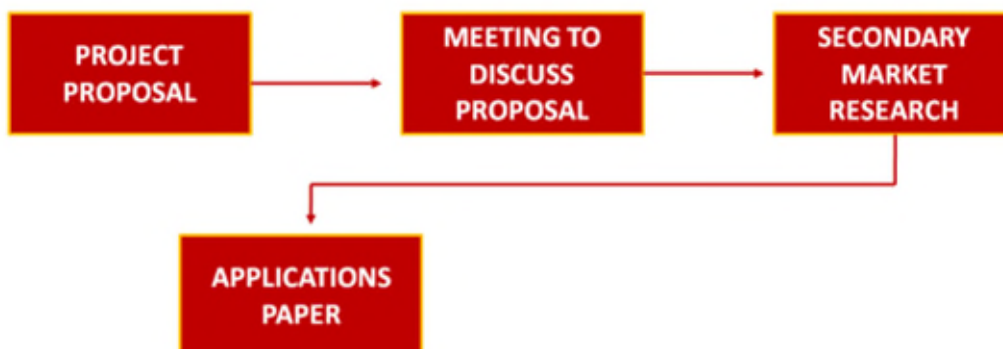 PROJECT
PROPOSAL
MEETING TO
DISCUSS
PROPOSAL
SECONDARY
MARKET
RESEARCH
APPLICATIONS
PAPER